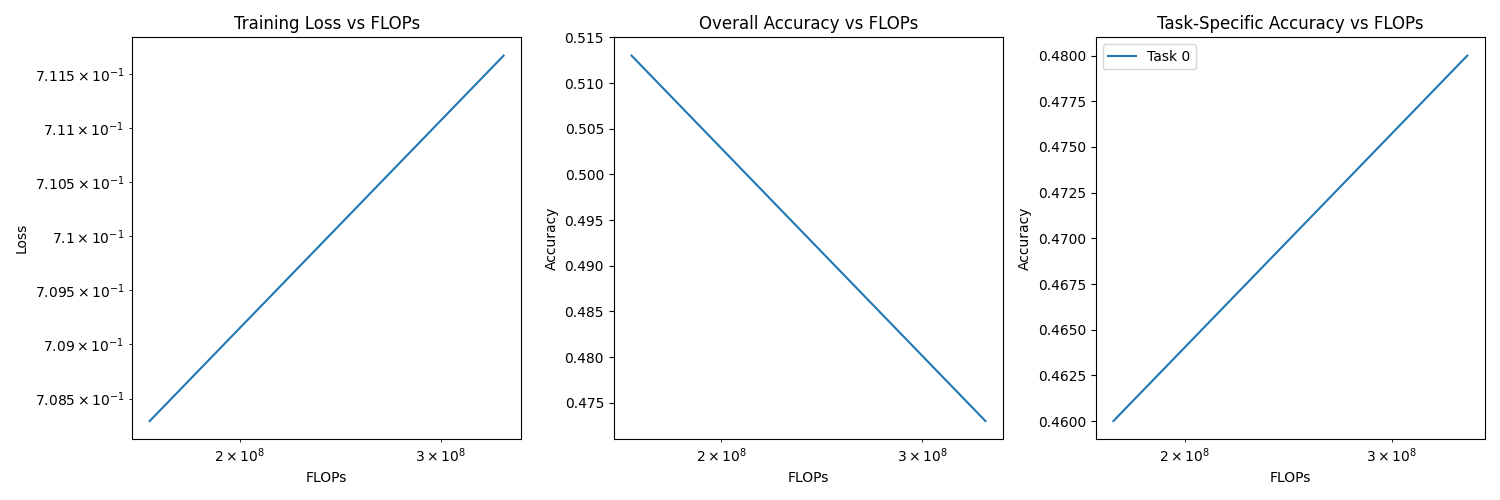 Training Loss vs FLOPs
7.115 × 10⁻¹
7.11 × 10⁻¹
7.105 × 10⁻¹
7.1 × 10⁻¹
7.095 × 10⁻¹
7.09 × 10⁻¹
7.085 × 10⁻¹
Loss
2 × 10⁸ 3 × 10⁸
FLOPs
Overall Accuracy vs FLOPs
0.515
0.510
0.505
0.500
0.495
0.490
0.485
0.480
0.475
Accuracy
2 × 10⁸ 3 × 10⁸
FLOPs
Task-Specific Accuracy vs FLOPs
Task 0
0.4800
0.4775
0.4750
0.4725
0.4700
0.4675
0.4650
0.4625
0.4600
Accuracy
2 × 10⁸ 3 × 10⁸
FLOPs